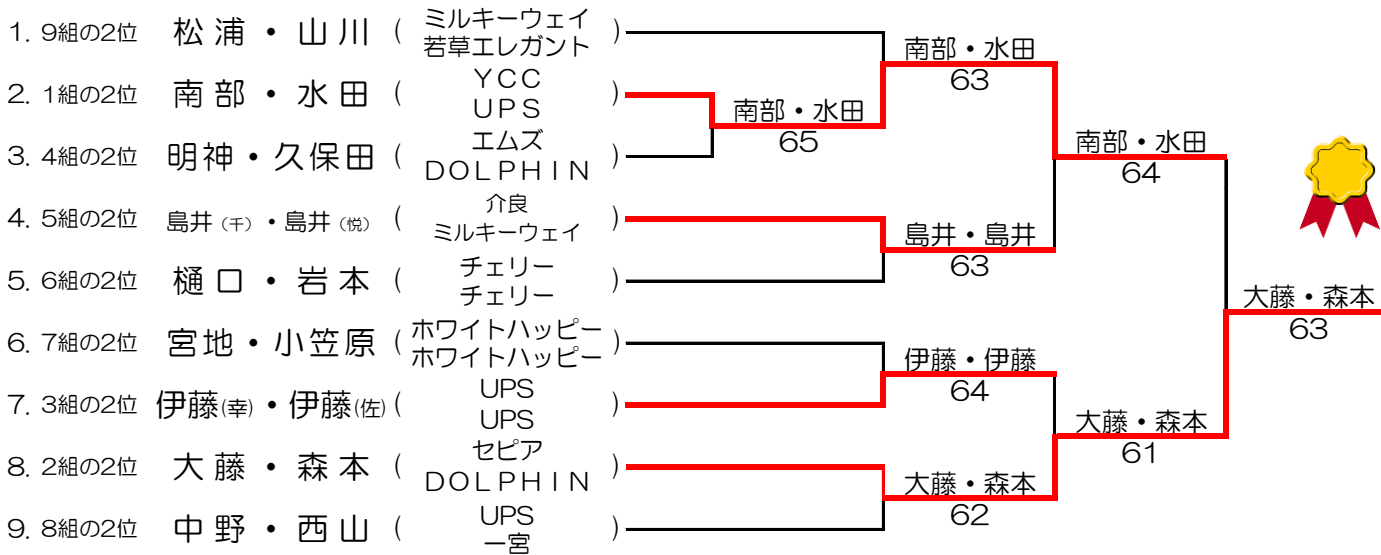 1. 9組の2位 松浦・山川 (ミルキーウェイ 若草エレガント)
2. 1組の2位 南部・水田 (YCC UPS)
3. 4組の2位 明神・久保田 (エムズ DOLPHIN)
4. 5組の2位 島井(千)・島井(悦) (介良 ミルキーウェイ)
5. 6組の2位 樋口・岩本 (チェリー チェリー)
6. 7組の2位 宮地・小笠原 (ホワイトハッピー ホワイトハッピー)
7. 3組の2位 伊藤(幸)・伊藤(佐) (UPS UPS)
8. 2組の2位 大藤・森本 (セピア DOLPHIN)
9. 8組の2位 中野・西山 (UPS 一宮)
南部・水田
65
南部・水田
63
島井・島井
63
伊藤・伊藤
64
大藤・森本
62
南部・水田
64
大藤・森本
61
大藤・森本
63